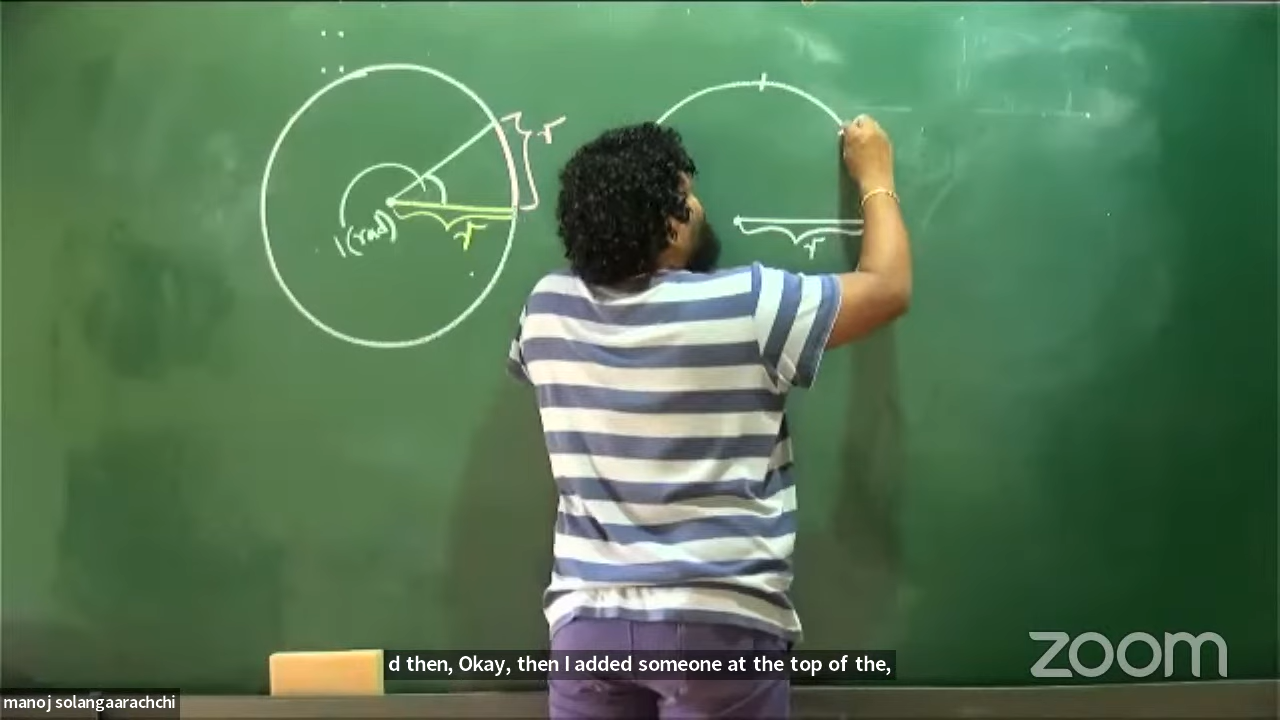 r
1(rad)
r
r
zoom
d then, Okay, then I added someone at the top of the,
manoj solangaarachchi